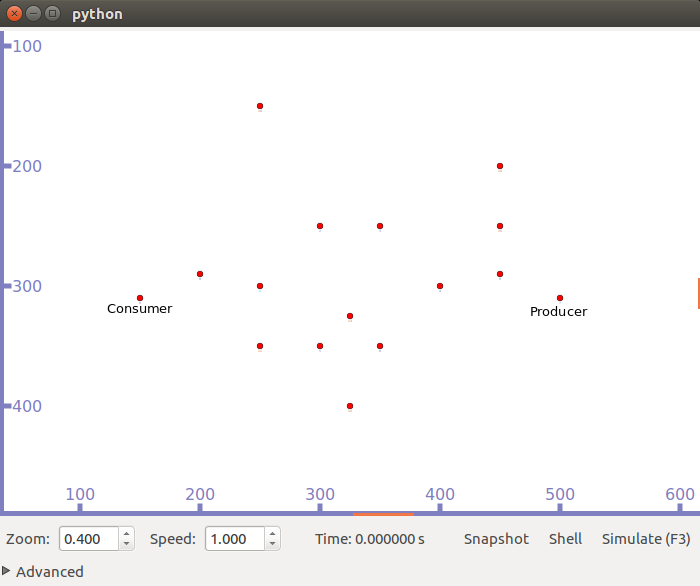 python
100
200
300
Consumer
Producer
400
100 200 300 400 500 600
Zoom: 0.400 Speed: 1.000 Time: 0.000000 s Snapshot Shell Simulate (F3)
Advanced